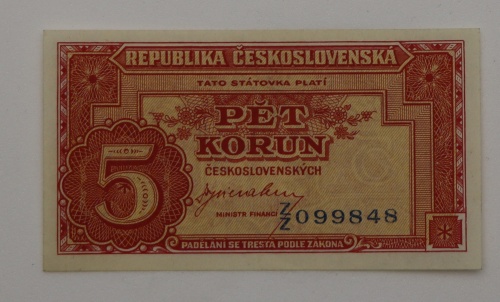 REPUBLIKA ČESKOSLOVENSKÁ
TATO STÁTOVKA PLATÍ
PĚT
KORUN
ČESKOSLOVENSKÝCH
5
MINISTR FINANCÍ
Z/Z 099848
PADĚLÁNÍ SE TRESTÁ PODLE ZÁKONA